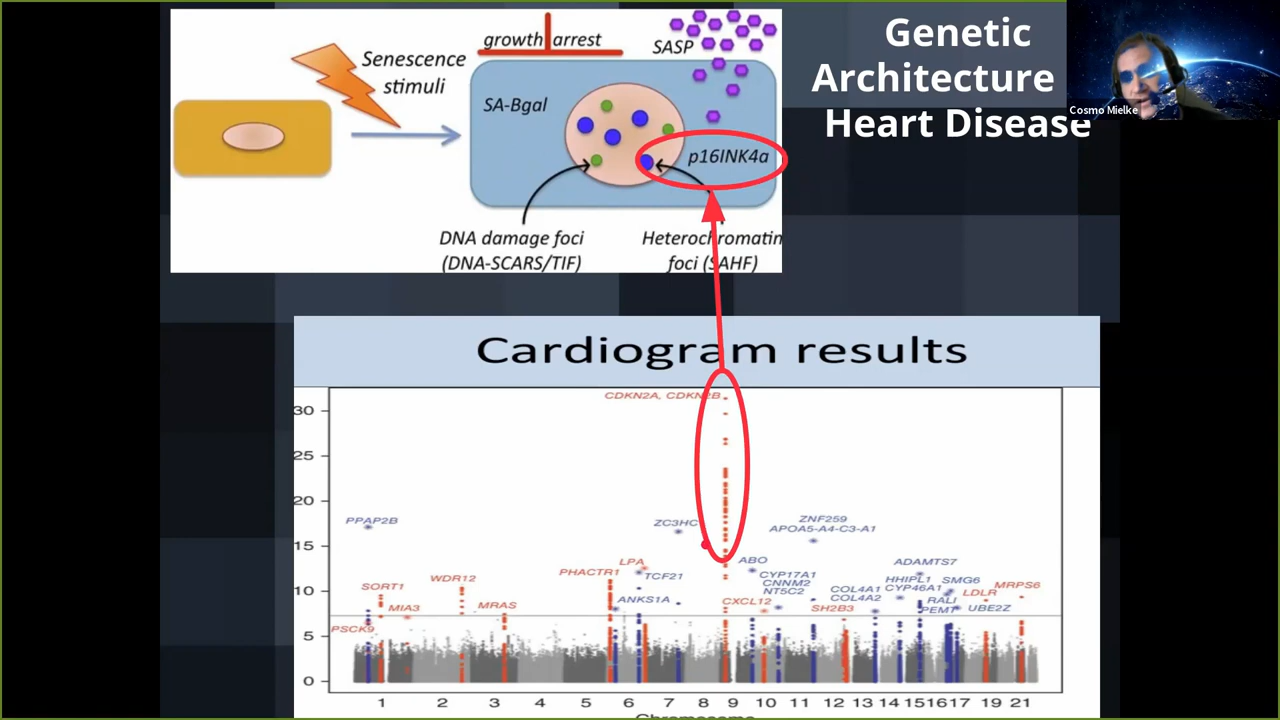 Genetic
Architecture
Heart Disease
Cosmo Mielke
growth arrest
SASP
Senescence
stimuli
SA-Bgal
p16INK4a
DNA damage foci
(DNA-SCARS/TIF)
Heterochromatin
foci (SAHF)
Cardiogram results
CDKN2A, CDKN2B
30
25
20
15
10
5
0
PPAP2B
ZC3HC
ZNF259
APOA5-A4-C3-A1
SORT1
MIA3
PSCK9
WDR12
MRAS
PHACTR1
LPA
TCF21
ANKS1A
ABO
CYP17A1
CNNM2
NT5C2
CXCL12
SH2B3
COL4A1
COL4A2
ADAMTS7
HHIPL1
CYP46A1
SMG6
RALI
PEMT
LDLR
UBE2Z
MRPS6
1 2 3 4 5 6 7 8 9 10 11 12 13 14 15 16 17 19 21